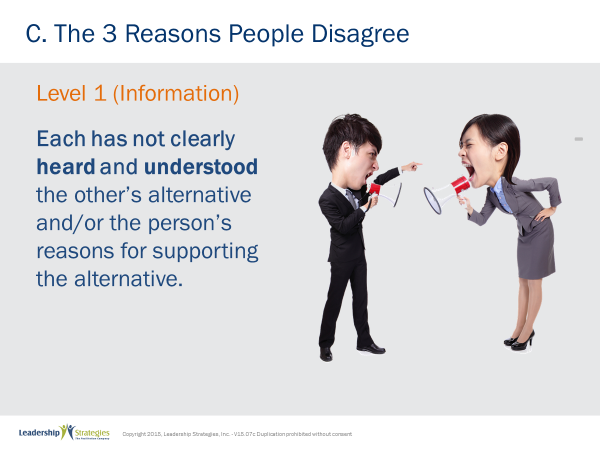 C. The 3 Reasons People Disagree
Level 1 (Information)
Each has not clearly
heard and understood
the other's alternative
and/or the person's
reasons for supporting
the alternative.
Leadership Strategies
The Facilitation Company
Copyright 2015, Leadership Strategies, Inc. - V15.07c Duplication prohibited without consent